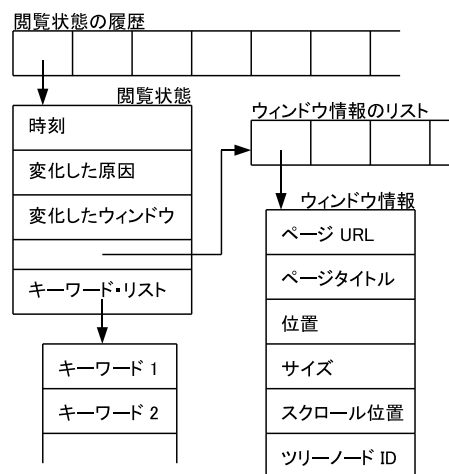 閲覧状態の履歴
閲覧状態
時刻
変化した原因
変化したウィンドウ
キーワード・リスト
キーワード 1
キーワード 2
ウィンドウ情報のリスト
ウィンドウ情報
ページ URL
ページタイトル
位置
サイズ
スクロール位置
ツリーノード ID